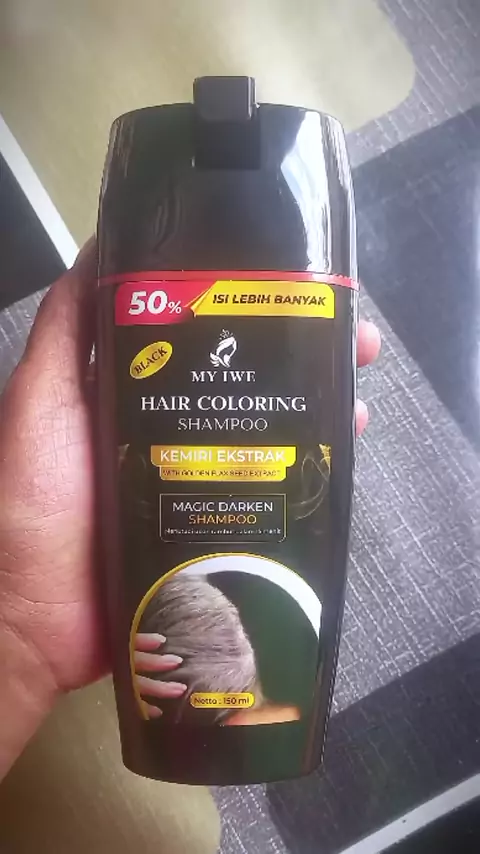 50% ISI LEBIH BANYAK
BLACK
MY IWE
HAIR COLORING
SHAMPOO
KEMIRI EKSTRAK
WITH GOLDEN FLAX SEED EXTRACT
MAGIC DARKEN
SHAMPOO
Netto : 150 ml